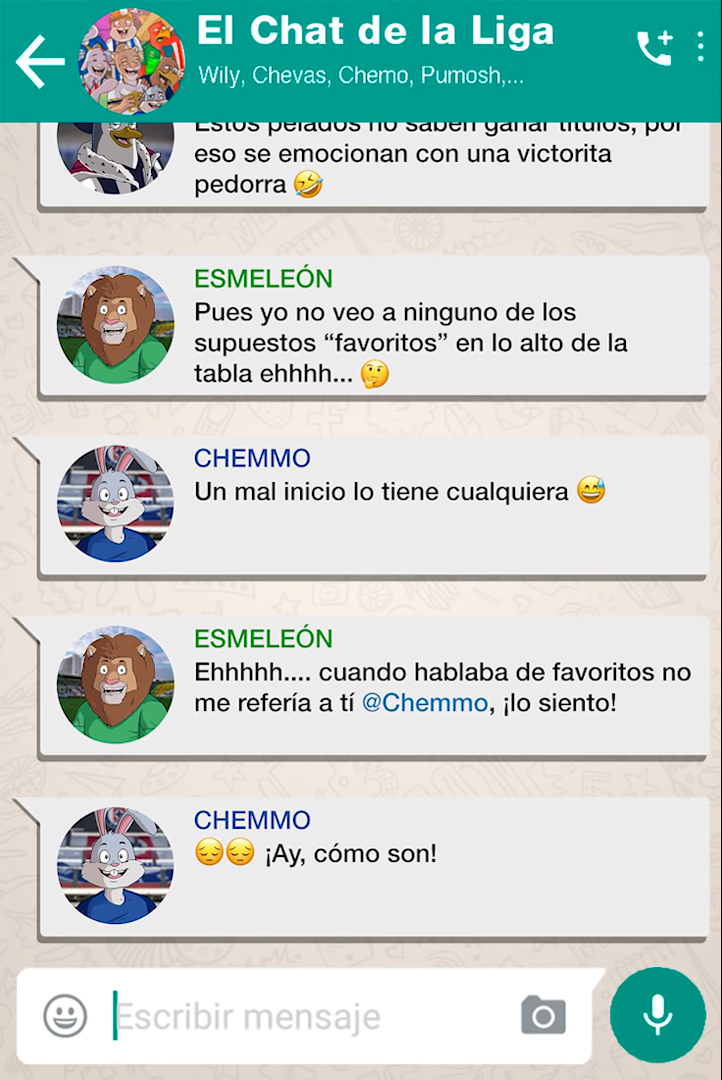 El Chat de la Liga
Wily, Chevas, Chemo, Pumosh,...
Estos pelados no saben ganar títulos, por
eso se emocionan con una victorita
pedorra 🤣
ESMELEÓN
Pues yo no veo a ninguno de los
supuestos “favoritos” en lo alto de la
tabla ehhhh... 🤔
CHEMMO
Un mal inicio lo tiene cualquiera 😅
ESMELEÓN
Ehhhhh.... cuando hablaba de favoritos no
me refería a tí @Chemmo, ¡lo siento!
CHEMMO
😔😔 ¡Ay, cómo son!
Escribir mensaje